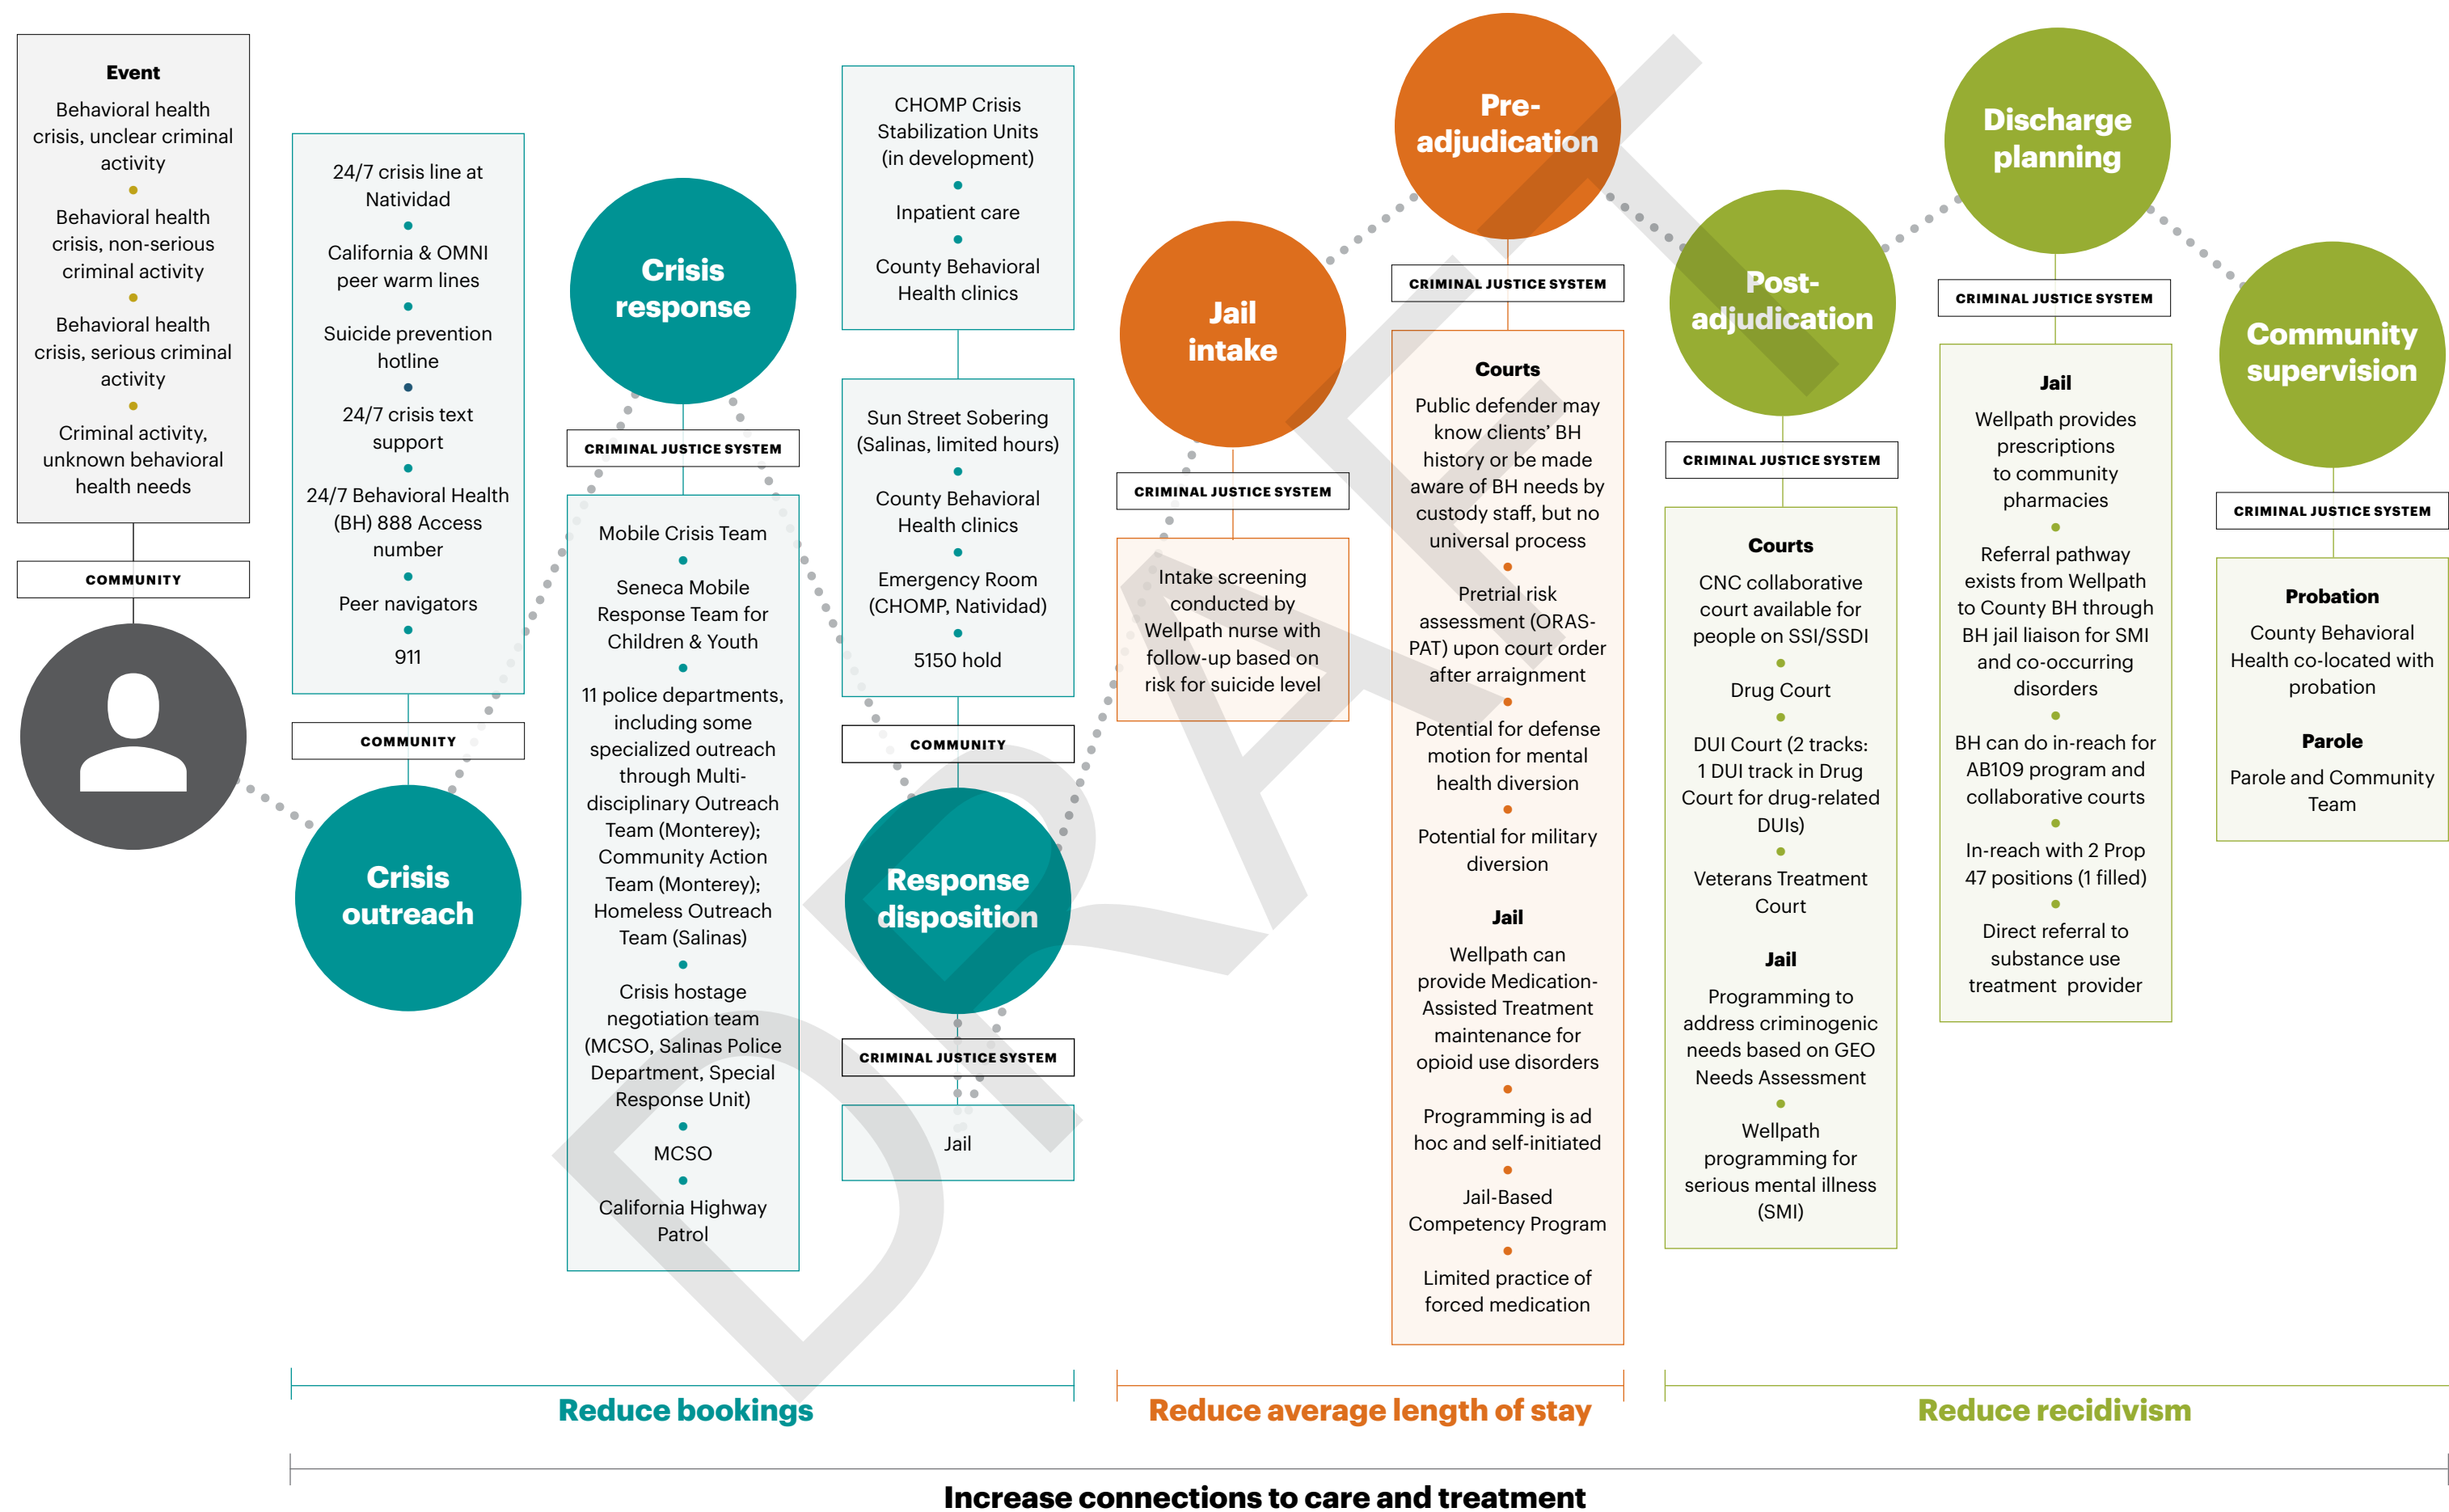 Event
Behavioral health
crisis, unclear criminal
activity
Behavioral health
crisis, non-serious
criminal activity
Behavioral health
crisis, serious criminal
activity
Criminal activity,
unknown behavioral
health needs
COMMUNITY
24/7 crisis line at
Natividad
California & OMNI
peer warm lines
Suicide prevention
hotline
24/7 crisis text
support
24/7 Behavioral Health
(BH) 888 Access
number
Peer navigators
911
COMMUNITY
Crisis
outreach
Crisis
response
CRIMINAL JUSTICE SYSTEM
Mobile Crisis Team
Seneca Mobile
Response Team for
Children & Youth
11 police departments,
including some
specialized outreach
through Multi-
disciplinary Outreach
Team (Monterey);
Community Action
Team (Monterey);
Homeless Outreach
Team (Salinas)
Crisis hostage
negotiation team
(MCSO, Salinas Police
Department, Special
Response Unit)
MCSO
California Highway
Patrol
CHOMP Crisis
Stabilization Units
(in development)
Inpatient care
County Behavioral
Health clinics
Sun Street Sobering
(Salinas, limited hours)
County Behavioral
Health clinics
Emergency Room
(CHOMP, Natividad)
5150 hold
COMMUNITY
Response
disposition
CRIMINAL JUSTICE SYSTEM
Jail
Jail
intake
CRIMINAL JUSTICE SYSTEM
Intake screening
conducted by
Wellpath nurse with
follow-up based on
risk for suicide level
Pre-
adjudication
CRIMINAL JUSTICE SYSTEM
Courts
Public defender may
know clients’ BH
history or be made
aware of BH needs by
custody staff, but no
universal process
Pretrial risk
assessment (ORAS-
PAT) upon court order
after arraignment
Potential for defense
motion for mental
health diversion
Potential for military
diversion
Jail
Wellpath can
provide Medication-
Assisted Treatment
maintenance for
opioid use disorders
Programming is ad
hoc and self-initiated
Jail-Based
Competency Program
Limited practice of
forced medication
Post-
adjudication
CRIMINAL JUSTICE SYSTEM
Courts
CNC collaborative
court available for
people on SSI/SSDI
Drug Court
DUI Court (2 tracks:
1 DUI track in Drug
Court for drug-related
DUIs)
Veterans Treatment
Court
Jail
Programming to
address criminogenic
needs based on GEO
Needs Assessment
Wellpath
programming for
serious mental illness
(SMI)
Discharge
planning
CRIMINAL JUSTICE SYSTEM
Jail
Wellpath provides
prescriptions
to community
pharmacies
Referral pathway
exists from Wellpath
to County BH through
BH jail liaison for SMI
and co-occurring
disorders
BH can do in-reach for
AB109 program and
collaborative courts
In-reach with 2 Prop
47 positions (1 filled)
Direct referral to
substance use
treatment provider
Community
supervision
CRIMINAL JUSTICE SYSTEM
Probation
County Behavioral
Health co-located with
probation
Parole
Parole and Community
Team
DRAFT
Reduce bookings
Reduce average length of stay
Reduce recidivism
Increase connections to care and treatment